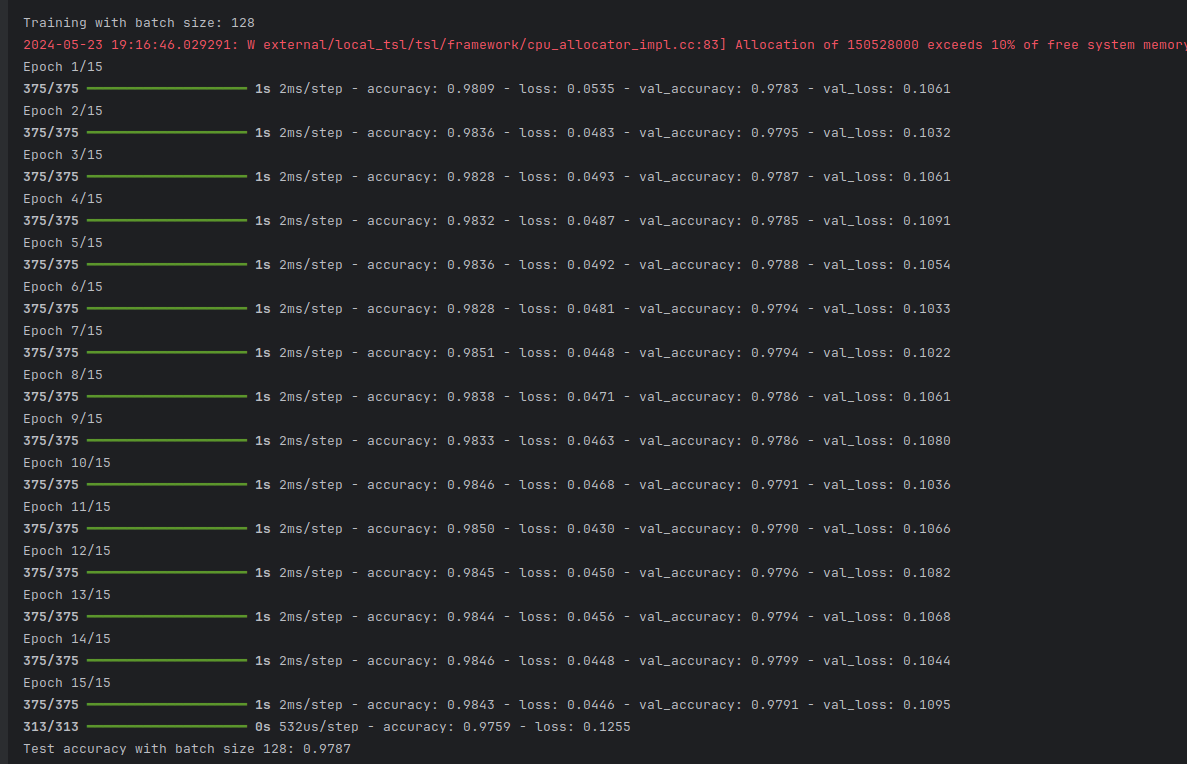 Training with batch size: 128
2024-05-23 19:16:46.029291: W external/local_tsl/tsl/framework/cpu_allocator_impl.cc:83] Allocation of 150528000 exceeds 10% of free system memory
Epoch 1/15
375/375 ━━━━━━━━━━━━━━━━━━━━ 1s 2ms/step - accuracy: 0.9809 - loss: 0.0535 - val_accuracy: 0.9783 - val_loss: 0.1061
Epoch 2/15
375/375 ━━━━━━━━━━━━━━━━━━━━ 1s 2ms/step - accuracy: 0.9836 - loss: 0.0483 - val_accuracy: 0.9795 - val_loss: 0.1032
Epoch 3/15
375/375 ━━━━━━━━━━━━━━━━━━━━ 1s 2ms/step - accuracy: 0.9828 - loss: 0.0493 - val_accuracy: 0.9787 - val_loss: 0.1061
Epoch 4/15
375/375 ━━━━━━━━━━━━━━━━━━━━ 1s 2ms/step - accuracy: 0.9832 - loss: 0.0487 - val_accuracy: 0.9785 - val_loss: 0.1091
Epoch 5/15
375/375 ━━━━━━━━━━━━━━━━━━━━ 1s 2ms/step - accuracy: 0.9836 - loss: 0.0492 - val_accuracy: 0.9788 - val_loss: 0.1054
Epoch 6/15
375/375 ━━━━━━━━━━━━━━━━━━━━ 1s 2ms/step - accuracy: 0.9828 - loss: 0.0481 - val_accuracy: 0.9794 - val_loss: 0.1033
Epoch 7/15
375/375 ━━━━━━━━━━━━━━━━━━━━ 1s 2ms/step - accuracy: 0.9851 - loss: 0.0448 - val_accuracy: 0.9794 - val_loss: 0.1022
Epoch 8/15
375/375 ━━━━━━━━━━━━━━━━━━━━ 1s 2ms/step - accuracy: 0.9838 - loss: 0.0471 - val_accuracy: 0.9786 - val_loss: 0.1061
Epoch 9/15
375/375 ━━━━━━━━━━━━━━━━━━━━ 1s 2ms/step - accuracy: 0.9833 - loss: 0.0463 - val_accuracy: 0.9786 - val_loss: 0.1080
Epoch 10/15
375/375 ━━━━━━━━━━━━━━━━━━━━ 1s 2ms/step - accuracy: 0.9846 - loss: 0.0468 - val_accuracy: 0.9791 - val_loss: 0.1036
Epoch 11/15
375/375 ━━━━━━━━━━━━━━━━━━━━ 1s 2ms/step - accuracy: 0.9850 - loss: 0.0430 - val_accuracy: 0.9790 - val_loss: 0.1066
Epoch 12/15
375/375 ━━━━━━━━━━━━━━━━━━━━ 1s 2ms/step - accuracy: 0.9845 - loss: 0.0450 - val_accuracy: 0.9796 - val_loss: 0.1082
Epoch 13/15
375/375 ━━━━━━━━━━━━━━━━━━━━ 1s 2ms/step - accuracy: 0.9844 - loss: 0.0456 - val_accuracy: 0.9794 - val_loss: 0.1068
Epoch 14/15
375/375 ━━━━━━━━━━━━━━━━━━━━ 1s 2ms/step - accuracy: 0.9846 - loss: 0.0448 - val_accuracy: 0.9799 - val_loss: 0.1044
Epoch 15/15
375/375 ━━━━━━━━━━━━━━━━━━━━ 1s 2ms/step - accuracy: 0.9843 - loss: 0.0446 - val_accuracy: 0.9791 - val_loss: 0.1095
313/313 ━━━━━━━━━━━━━━━━━━━━ 0s 532us/step - accuracy: 0.9759 - loss: 0.1255
Test accuracy with batch size 128: 0.9787